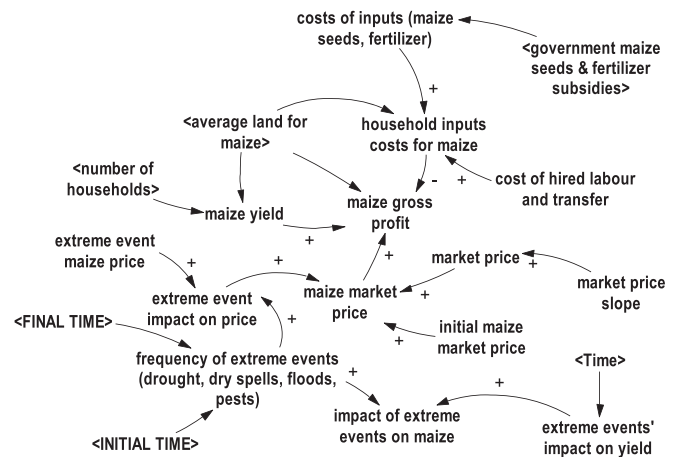 costs of inputs (maize
seeds, fertilizer)
<government maize
seeds & fertilizer
subsidies>
+
<average land for
maize>
household inputs
costs for maize
<number of
households>
- +
cost of hired labour
and transfer
maize yield
maize gross
profit
+
extreme event
maize price
+
+
+
market price
+
market price
slope
extreme event
impact on price
maize market
price
+
<FINAL TIME>
+
+
initial maize
market price
frequency of extreme events
(drought, dry spells, floods,
pests)
+
<Time>
+
impact of extreme
events on maize
extreme events'
impact on yield
<INITIAL TIME>